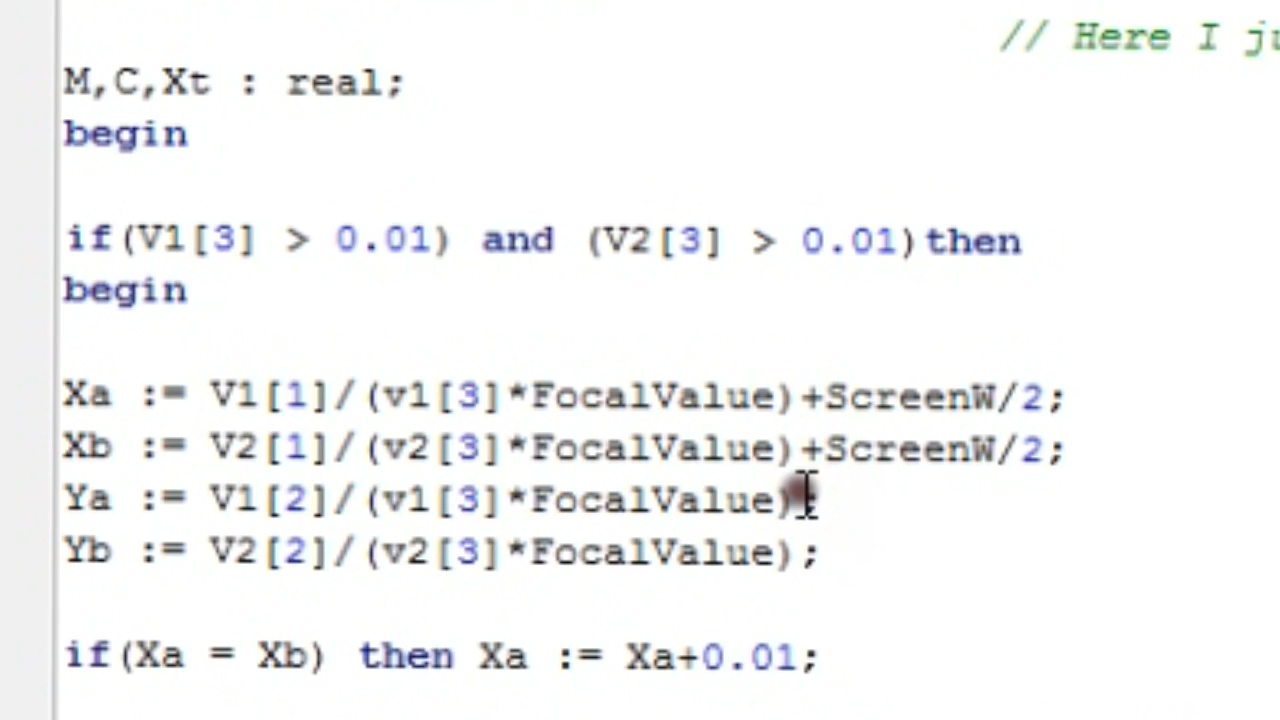 // Here I
M,C,Xt : real;
begin
if(V1[3] > 0.01) and (V2[3] > 0.01)then
begin
Xa := V1[1]/(v1[3]*FocalValue)+ScreenW/2;
Xb := V2[1]/(v2[3]*FocalValue)+ScreenW/2;
Ya := V1[2]/(v1[3]*FocalValue);
Yb := V2[2]/(v2[3]*FocalValue);
if(Xa = Xb) then Xa := Xa+0.01;